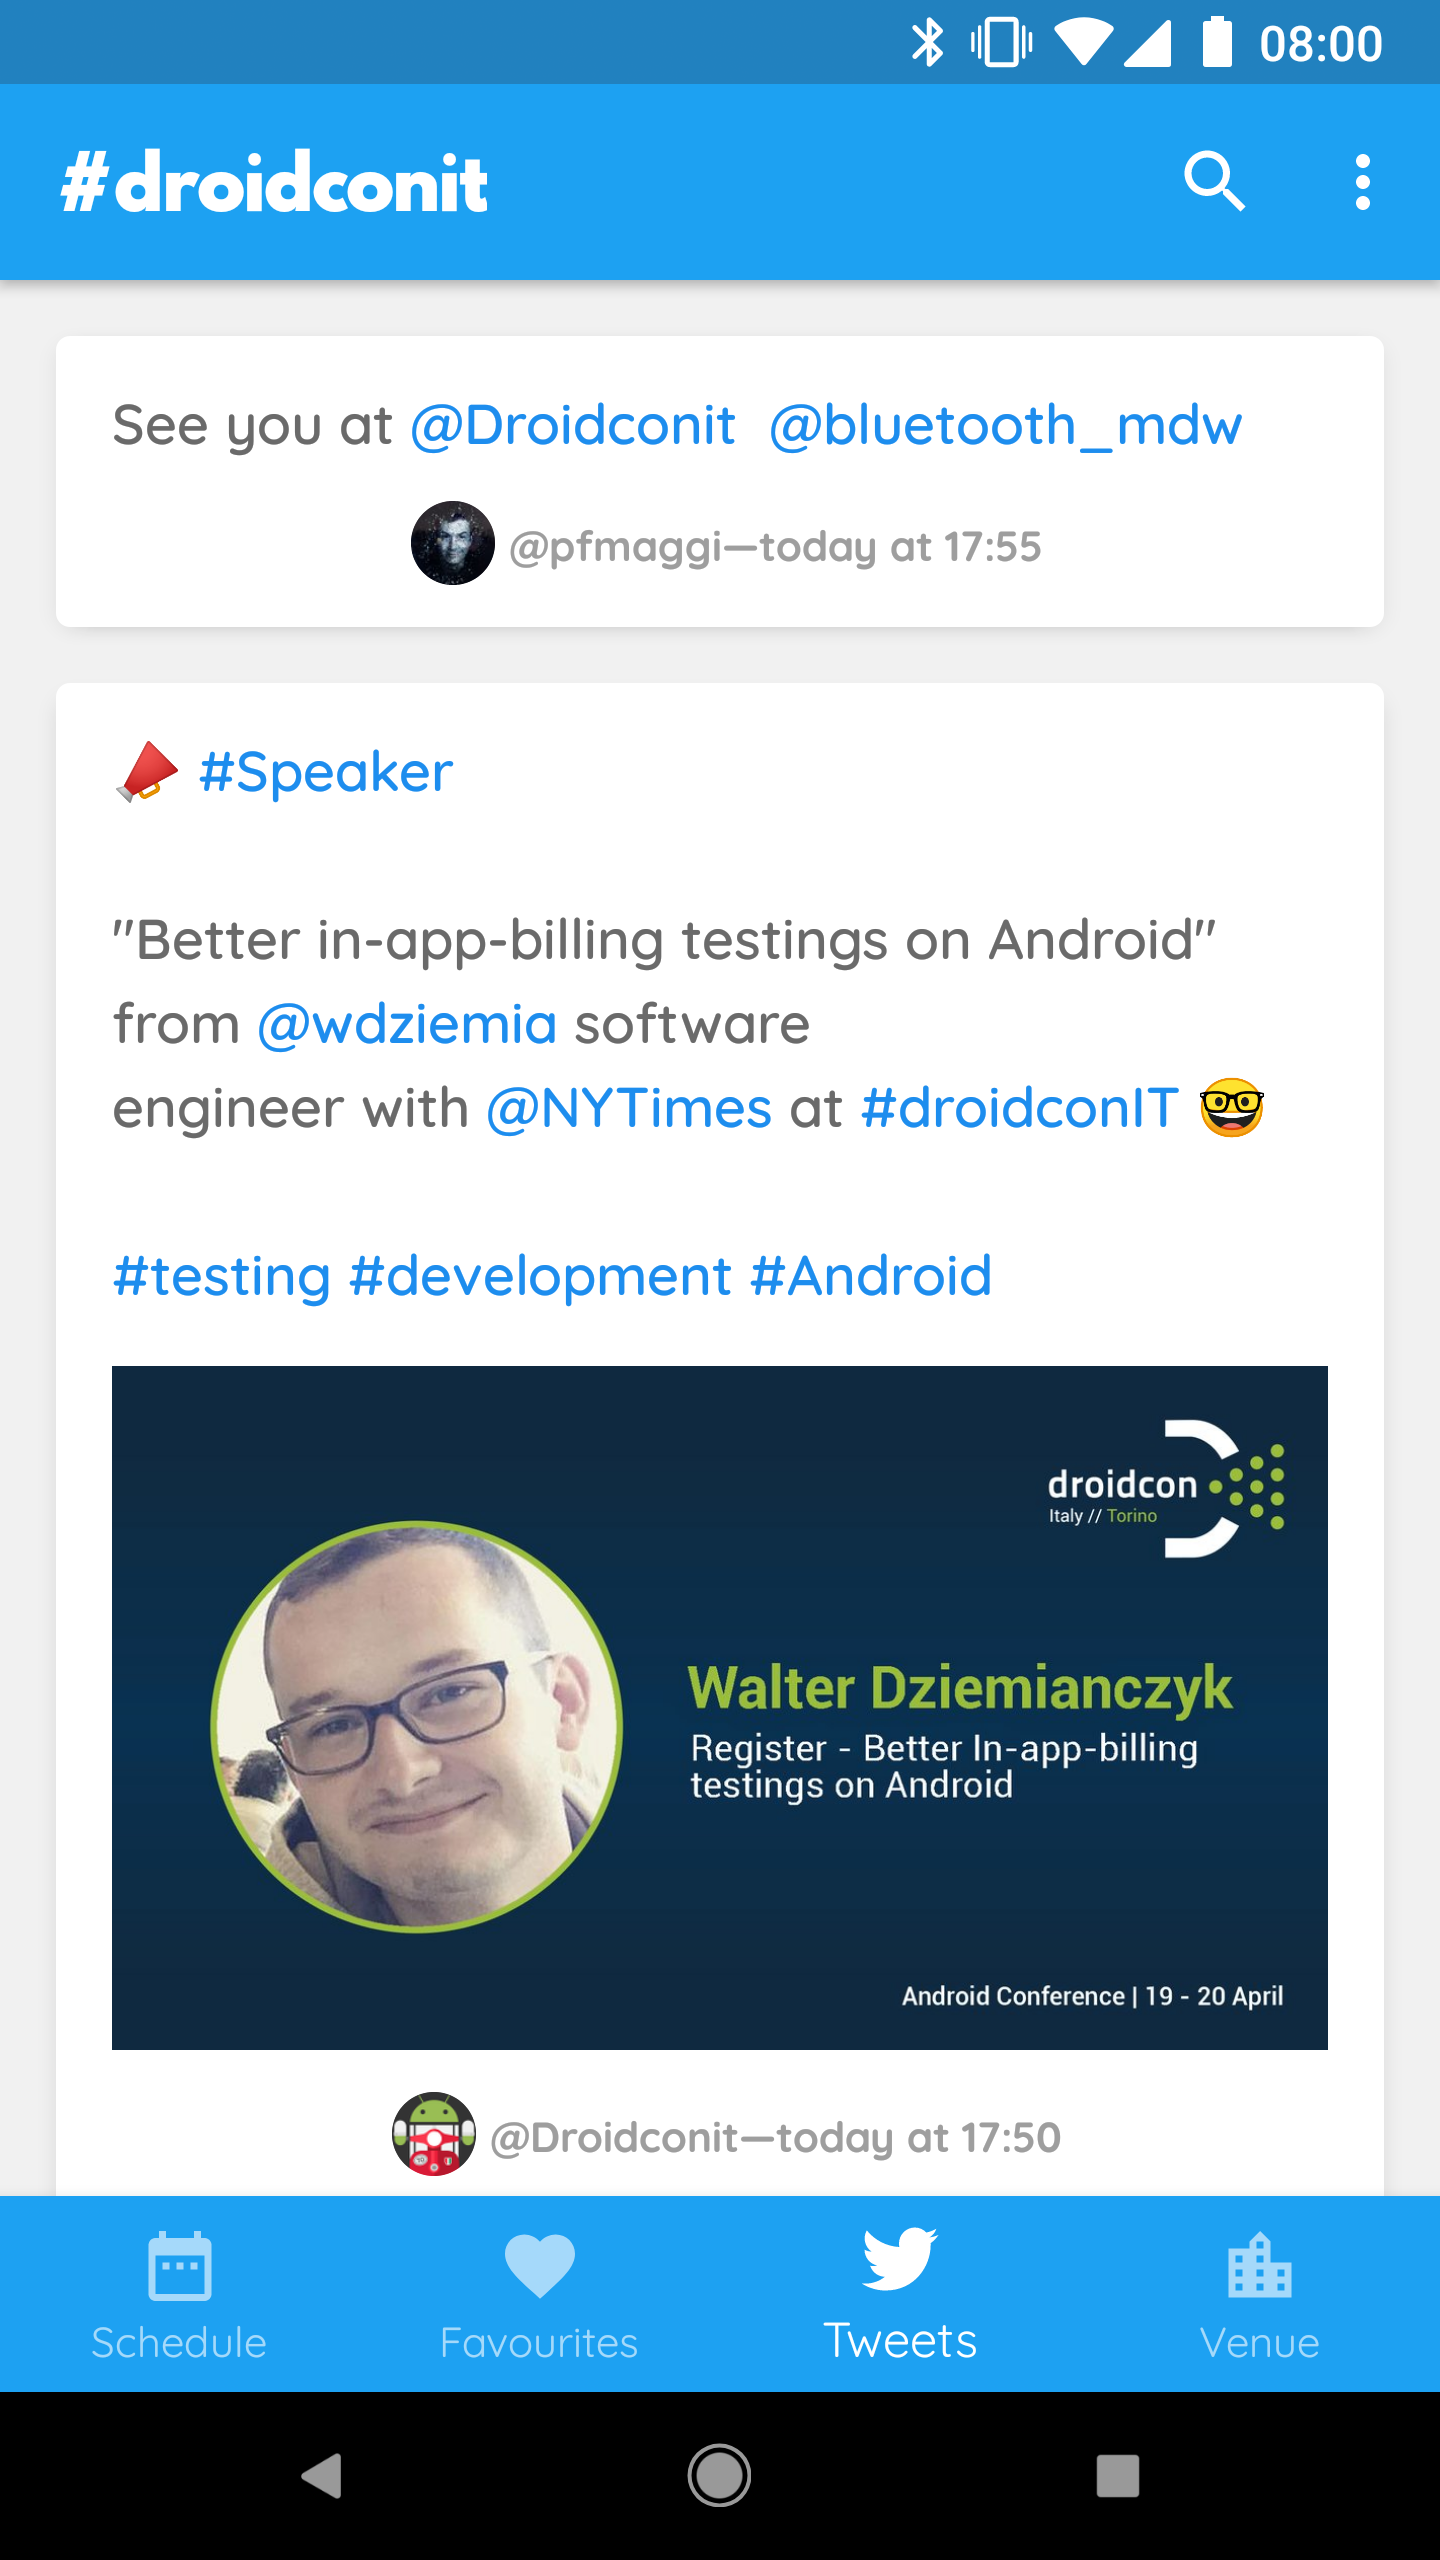 08:00
#droidconit
See you at @Droidconit @bluetooth_mdw
@pfmaggi—today at 17:55
📣 #Speaker
"Better in-app-billing testings on Android"
from @wdziemia software
engineer with @NYTimes at #droidconIT 🤓
#testing #development #Android
droidcon
Italy // Torino
Walter Dziemianczyk
Register - Better In-app-billing
testings on Android
Android Conference | 19 - 20 April
@Droidconit—today at 17:50
Schedule
Favourites
Tweets
Venue